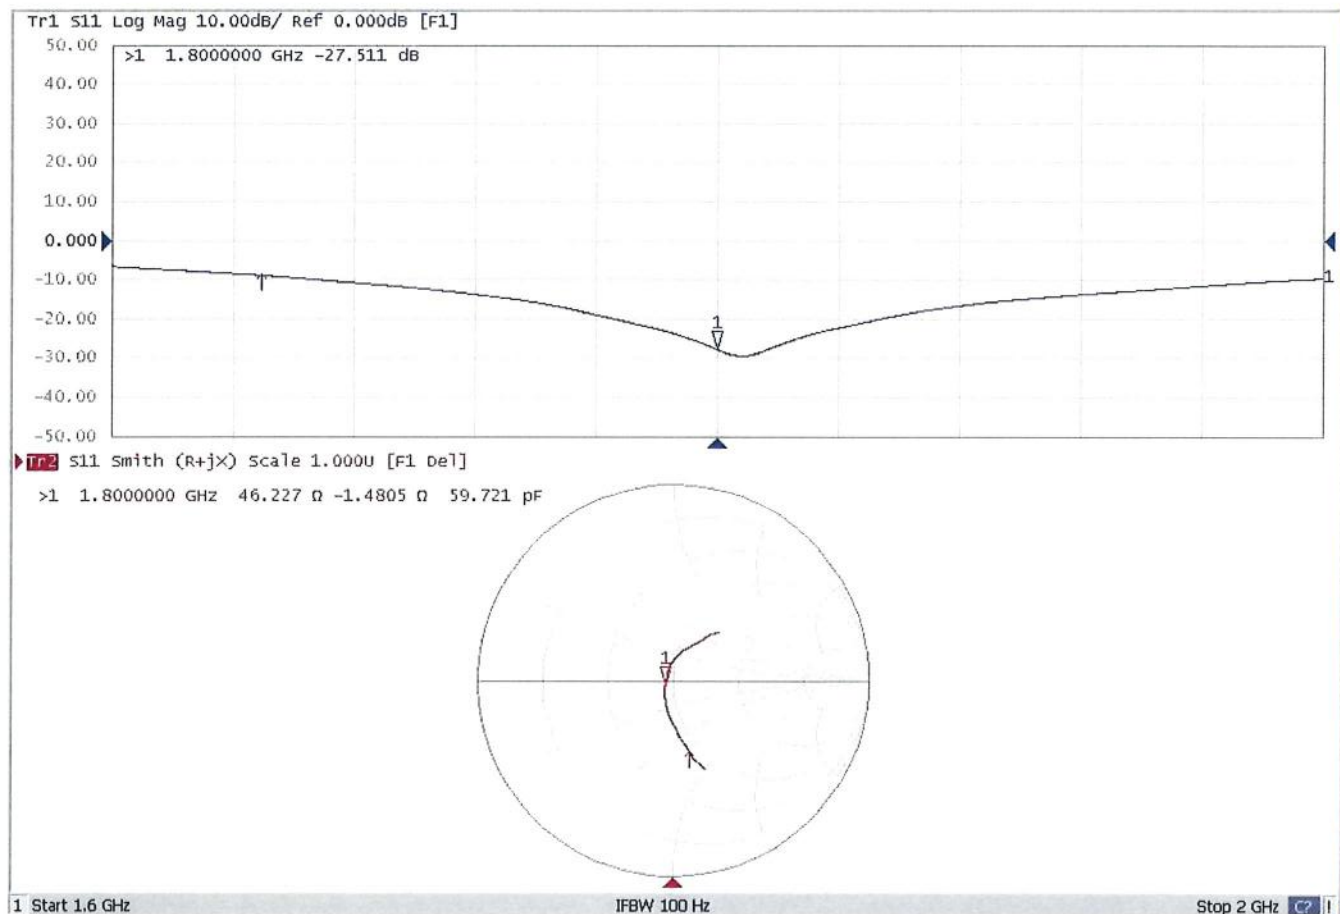 Tr1 S11 Log Mag 10.00dB/ Ref 0.000dB [F1]
50.00
>1 1.8000000 GHz -27.511 dB
40.00
30.00
20.00
10.00
0.000
-10.00
1
-20.00
1
-30.00
-40.00
-50.00
Tr2 S11 Smith (R+jX) Scale 1.000U [F1 Del]
>1 1.8000000 GHz 46.227 Ω -1.4805 Ω 59.721 pF
1
1 Start 1.6 GHz IFBW 100 Hz Stop 2 GHz C? !